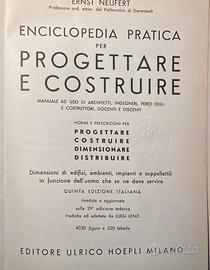 ERNST NEUFERT
Professore ord. emer. del Politecnico di Darmstadt
ENCICLOPEDIA PRATICA
PER
PROGETTARE
E COSTRUIRE
MANUALE AD USO DI ARCHITETTI, INGEGNERI, PERITI EDILI
E COSTRUTTORI, DOCENTI E DISCENTI
NORME E PRESCRIZIONI PER
PROGETTARE
COSTRUIRE
DIMENSIONARE
DISTRIBUIRE
Dimensioni di edifici, ambienti, impianti e suppellettili
in funzione dell'uomo che se ne deve servire
QUINTA EDIZIONE ITALIANA
riveduta e aggiornata
sulla 29ª edizione tedesca
tradotta ed adattata da LUIGI LENZI
4030 figure e 220 tabelle
EDITORE ULRICO HOEPLI MILANO